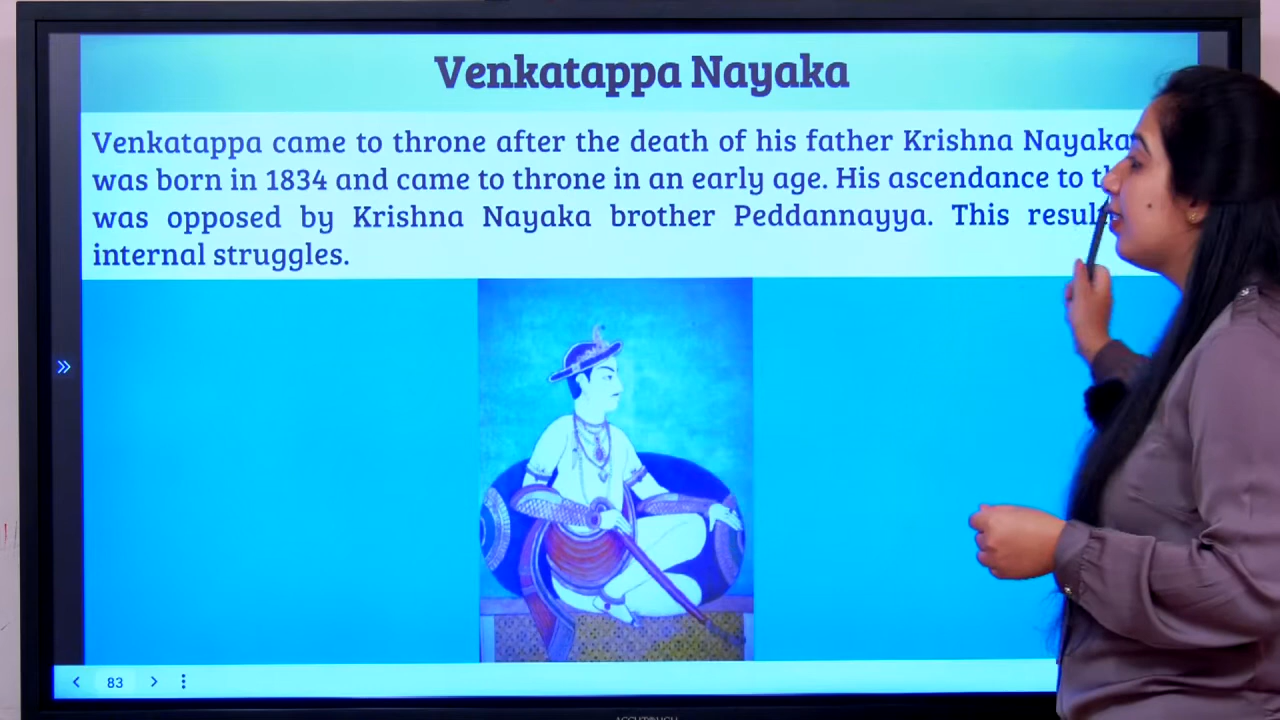 Venkatappa Nayaka
Venkatappa came to throne after the death of his father Krishna Nayaka
was born in 1834 and came to throne in an early age. His ascendance to
was opposed by Krishna Nayaka brother Peddannayya. This
internal struggles.
83